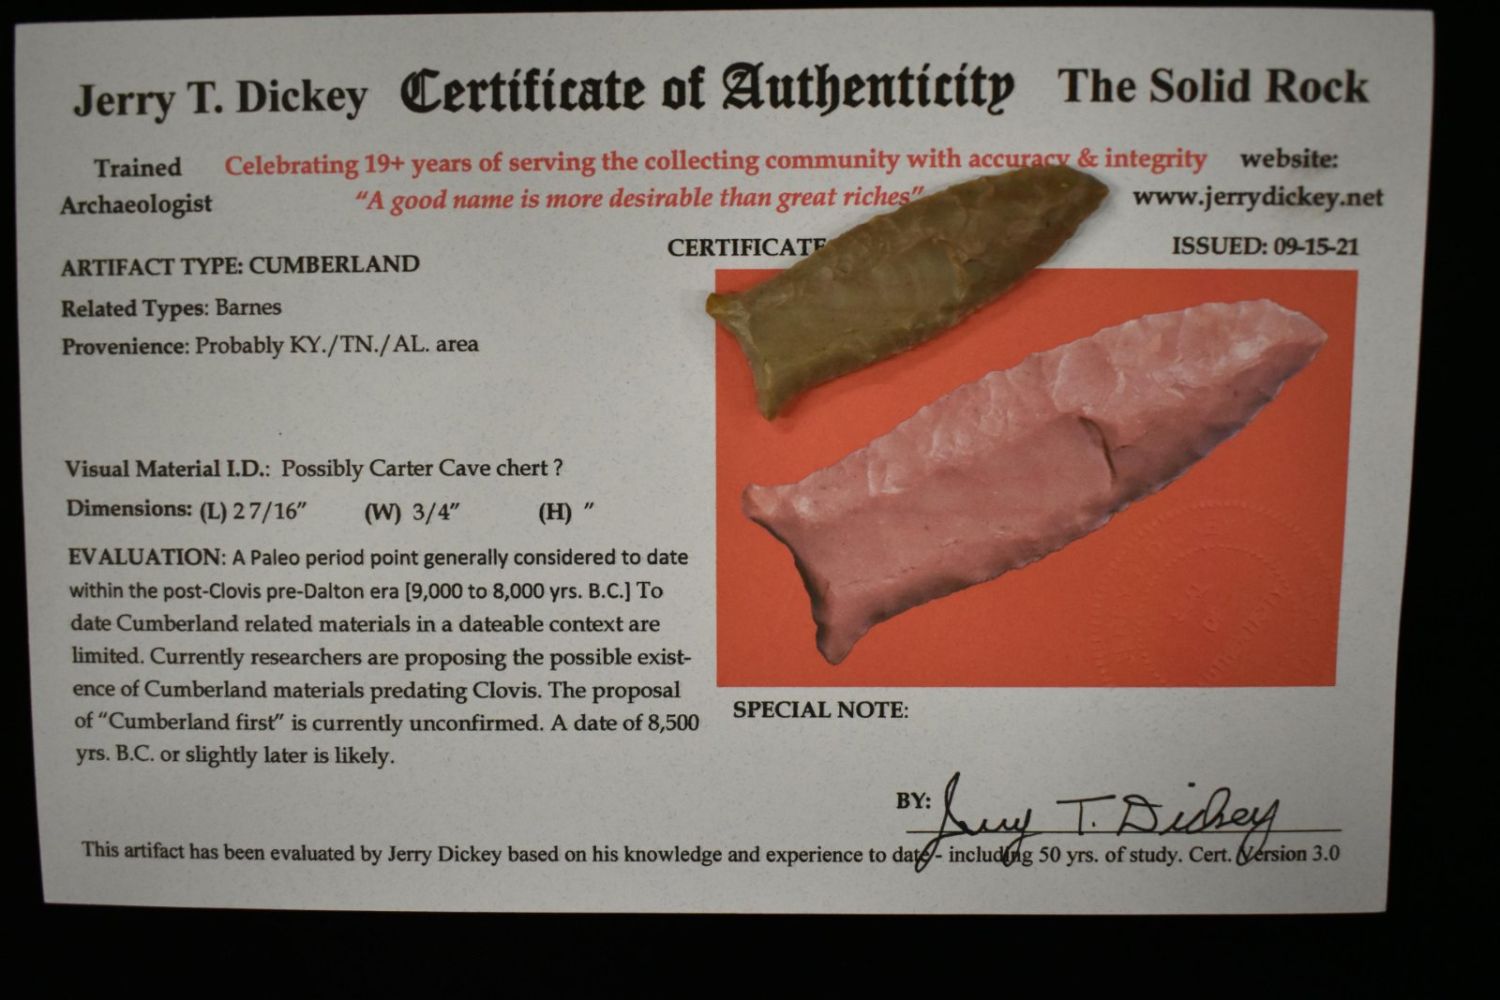 Jerry T. Dickey Certificate of Authenticity The Solid Rock
Trained Archaeologist
Celebrating 19+ years of serving the collecting community with accuracy & integrity
"A good name is more desirable than great riches"
website:
www.jerrydickey.net
ARTIFACT TYPE: CUMBERLAND
Related Types: Barnes
Provenience: Probably KY./TN./AL. area
CERTIFICATE
ISSUED: 09-15-21
Visual Material I.D.: Possibly Carter Cave chert ?
Dimensions: (L) 2 7/16" (W) 3/4" (H) "
EVALUATION: A Paleo period point generally considered to date
within the post-Clovis pre-Dalton era [9,000 to 8,000 yrs. B.C.] To
date Cumberland related materials in a dateable context are
limited. Currently researchers are proposing the possible exist-
ence of Cumberland materials predating Clovis. The proposal
of "Cumberland first" is currently unconfirmed. A date of 8,500
yrs. B.C. or slightly later is likely.
SPECIAL NOTE:
BY: Jerry T. Dickey
This artifact has been evaluated by Jerry Dickey based on his knowledge and experience to date - including 50 yrs. of study. Cert. Version 3.0